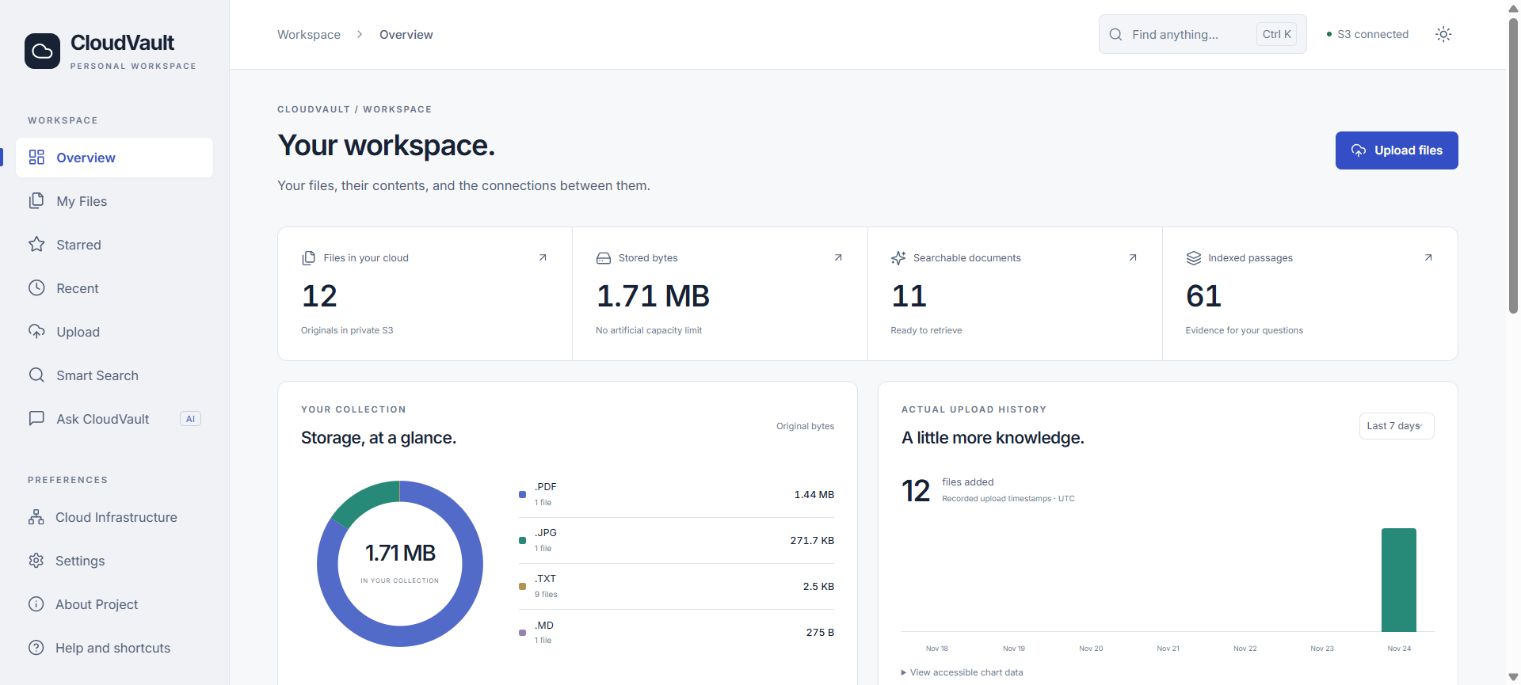 CloudVault
PERSONAL WORKSPACE
WORKSPACE
Overview
My Files
Starred
Recent
Upload
Smart Search
Ask CloudVault AI
PREFERENCES
Cloud Infrastructure
Settings
About Project
Help and shortcuts
Workspace > Overview
Find anything... Ctrl K
S3 connected
CLOUDVAULT / WORKSPACE
Your workspace.
Your files, their contents, and the connections between them.
Upload files
Files in your cloud
12
Originals in private S3
Stored bytes
1.71 MB
No artificial capacity limit
Searchable documents
11
Ready to retrieve
Indexed passages
61
Evidence for your questions
YOUR COLLECTION
Storage, at a glance.
Original bytes
1.71 MB
IN YOUR COLLECTION
.PDF
1 file
1.44 MB
.JPG
1 file
271.7 KB
.TXT
9 files
2.5 KB
.MD
1 file
275 B
ACTUAL UPLOAD HISTORY
A little more knowledge.
Last 7 days
12
files added
Recorded upload timestamps · UTC
Nov 18 Nov 19 Nov 20 Nov 21 Nov 22 Nov 23 Nov 24
View accessible chart data